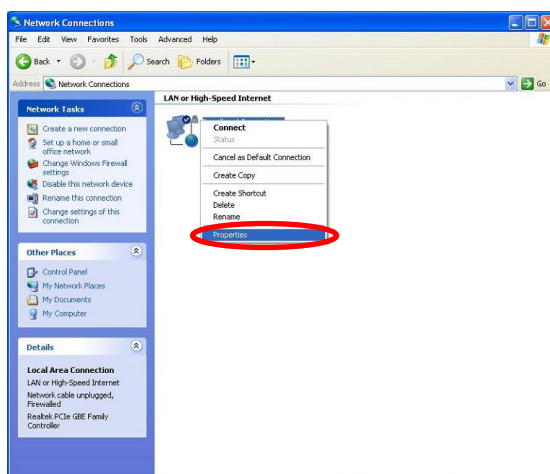 Network Connections
File Edit View Favorites Tools Advanced Help
Back Search Folders
Address Network Connections Go
LAN or High-Speed Internet
Network Tasks
Create a new connection
Set up a home or small
office network
Change Windows Firewall
settings
Disable this network device
Rename this connection
Change settings of this
connection
Connect
Status
Cancel as Default Connection
Create Copy
Create Shortcut
Delete
Rename
Properties
Other Places
Control Panel
My Network Places
My Documents
My Computer
Details
Local Area Connection
LAN or High-Speed Internet
Network cable unplugged,
Firewalled
Realtek PCIe GBE Family
Controller